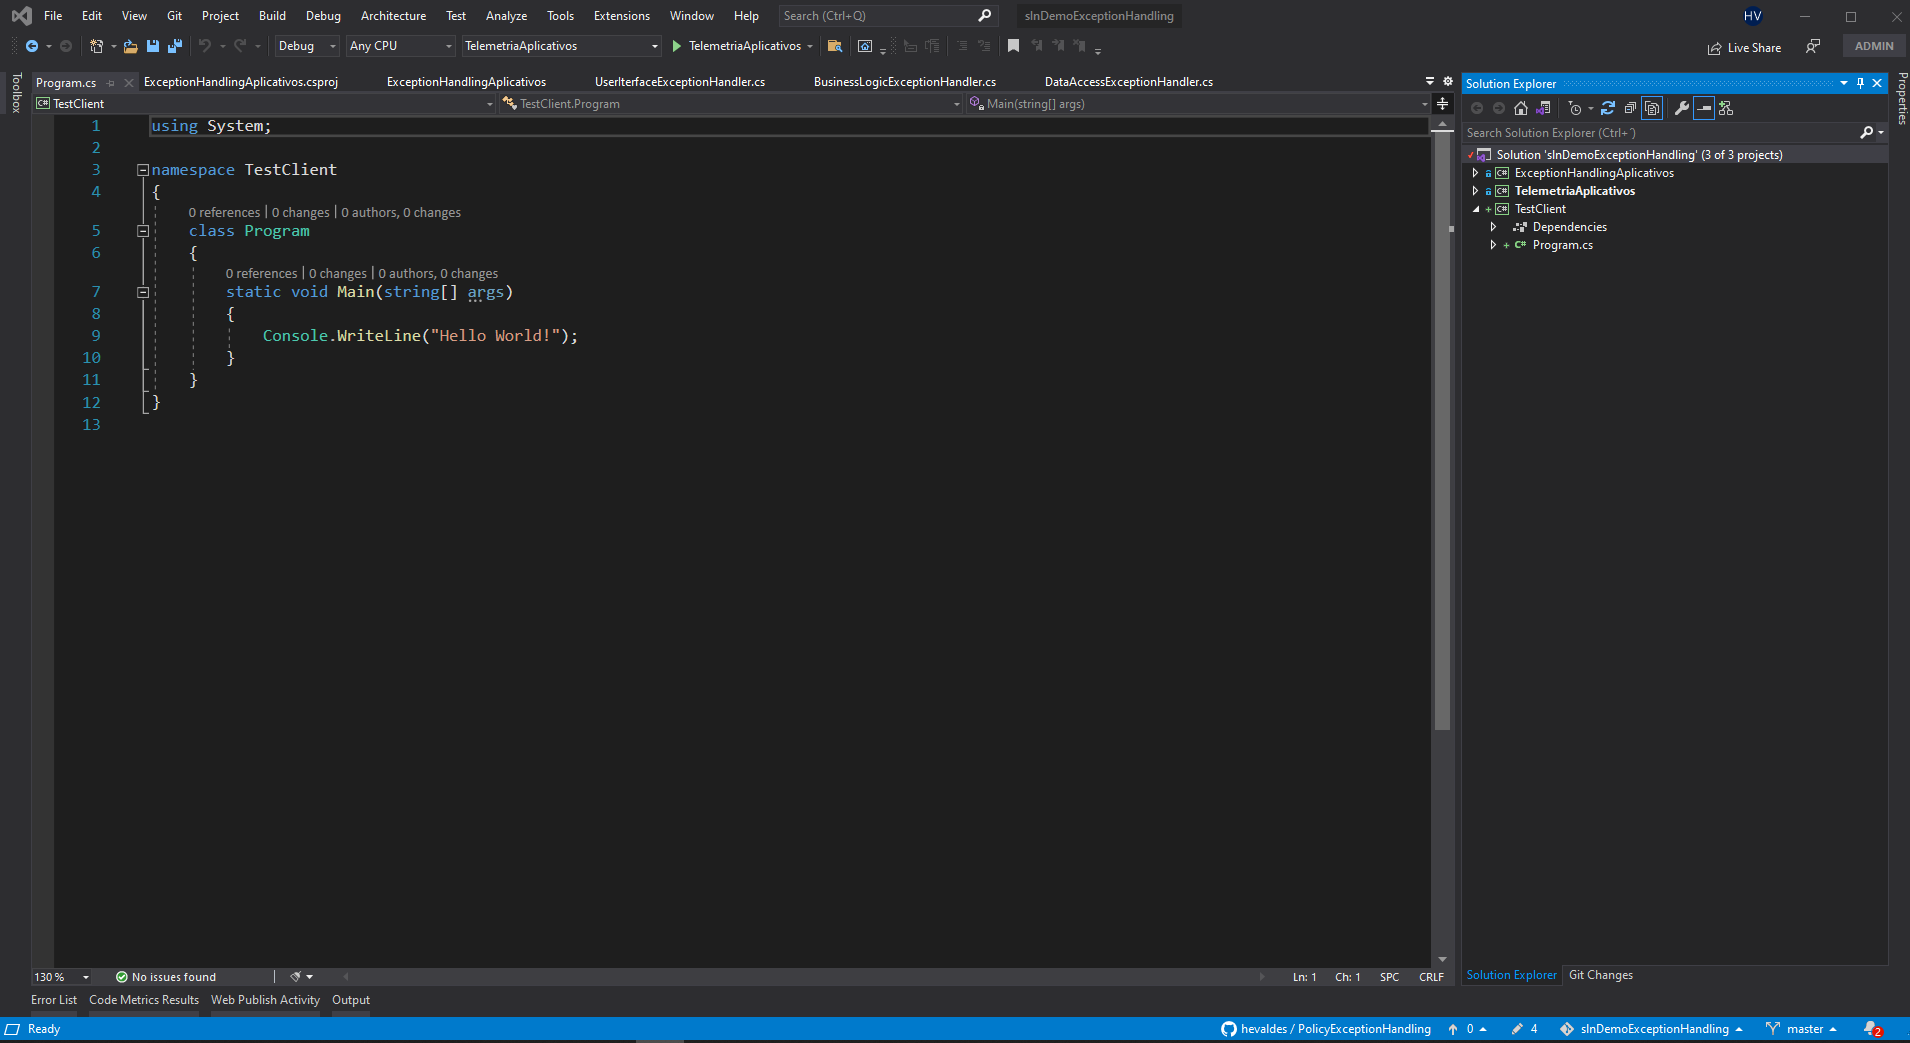 File Edit View Git Project Build Debug Architecture Test Analyze Tools Extensions Window Help Search (Ctrl+Q) slnDemoExceptionHandling HV
Debug Any CPU TelemetriaAplicativos TelemetriaAplicativos Live Share ADMIN
Toolbox
Program.cs ExceptionHandlingAplicativos.csproj ExceptionHandlingAplicativos UserIterfaceExceptionHandler.cs BusinessLogicExceptionHandler.cs DataAccessExceptionHandler.cs
TestClient TestClient.Program Main(string[] args)
1 using System;
2
3 namespace TestClient
4 {
0 references | 0 changes | 0 authors, 0 changes
5 class Program
6 {
0 references | 0 changes | 0 authors, 0 changes
7 static void Main(string[] args)
8 {
9 Console.WriteLine("Hello World!");
10 }
11 }
12 }
13
130 % No issues found Ln: 1 Ch: 1 SPC CRLF
Solution Explorer
Search Solution Explorer (Ctrl+´)
Solution 'slnDemoExceptionHandling' (3 of 3 projects)
C# ExceptionHandlingAplicativos
C# TelemetriaAplicativos
C# TestClient
Dependencies
C# Program.cs
Solution Explorer Git Changes
Properties
Error List Code Metrics Results Web Publish Activity Output
Ready hevaldes / PolicyExceptionHandling 0 4 slnDemoExceptionHandling master 2